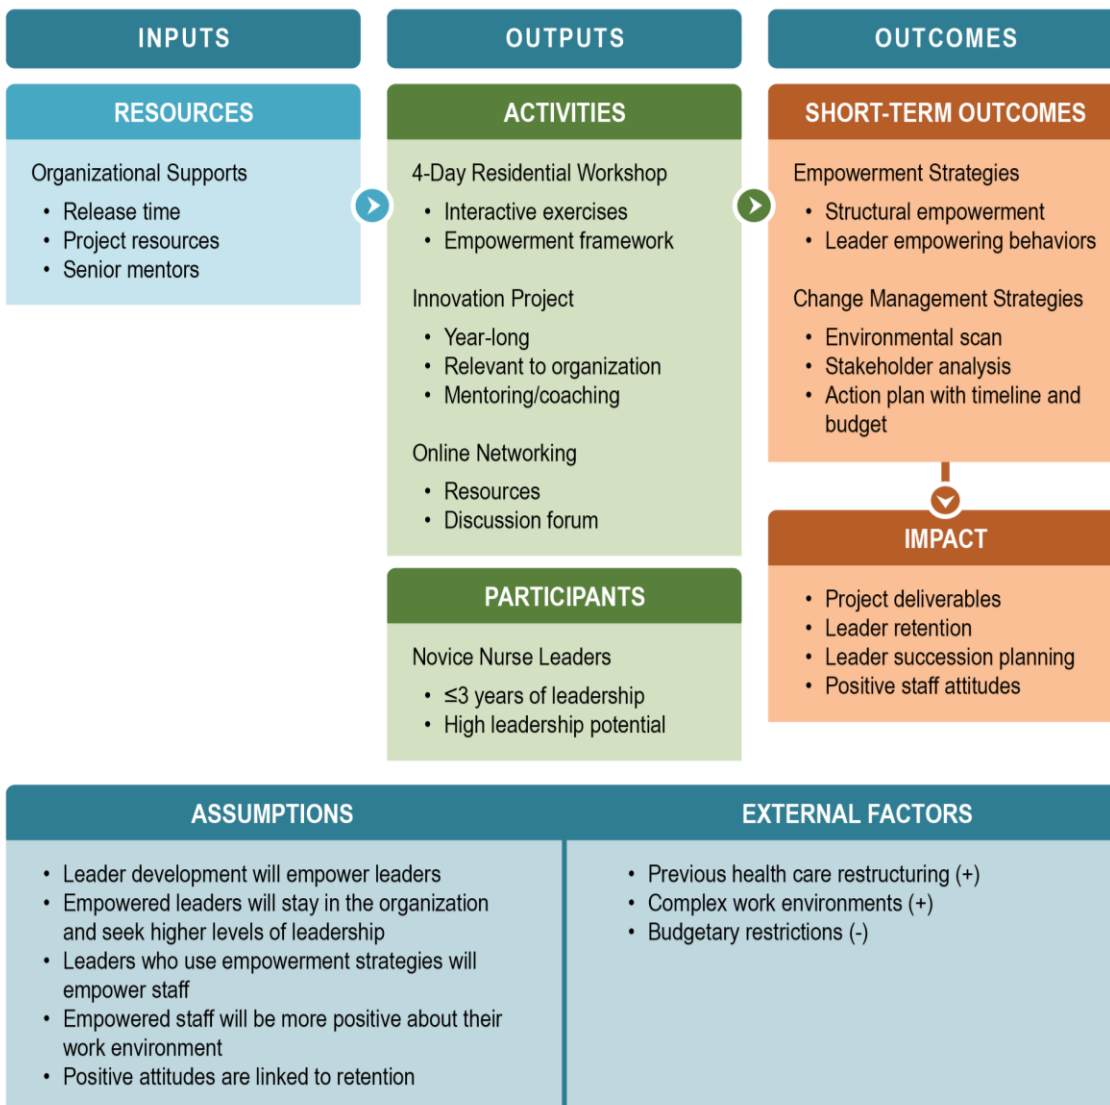 INPUTS
RESOURCES
Organizational Supports
• Release time
• Project resources
• Senior mentors
OUTPUTS
ACTIVITIES
4-Day Residential Workshop
• Interactive exercises
• Empowerment framework
Innovation Project
• Year-long
• Relevant to organization
• Mentoring/coaching
Online Networking
• Resources
• Discussion forum
PARTICIPANTS
Novice Nurse Leaders
• ≤3 years of leadership
• High leadership potential
OUTCOMES
SHORT-TERM OUTCOMES
Empowerment Strategies
• Structural empowerment
• Leader empowering behaviors
Change Management Strategies
• Environmental scan
• Stakeholder analysis
• Action plan with timeline and
budget
IMPACT
• Project deliverables
• Leader retention
• Leader succession planning
• Positive staff attitudes
ASSUMPTIONS
• Leader development will empower leaders
• Empowered leaders will stay in the organization
and seek higher levels of leadership
• Leaders who use empowerment strategies will
empower staff
• Empowered staff will be more positive about their
work environment
• Positive attitudes are linked to retention
EXTERNAL FACTORS
• Previous health care restructuring (+)
• Complex work environments (+)
• Budgetary restrictions (-)